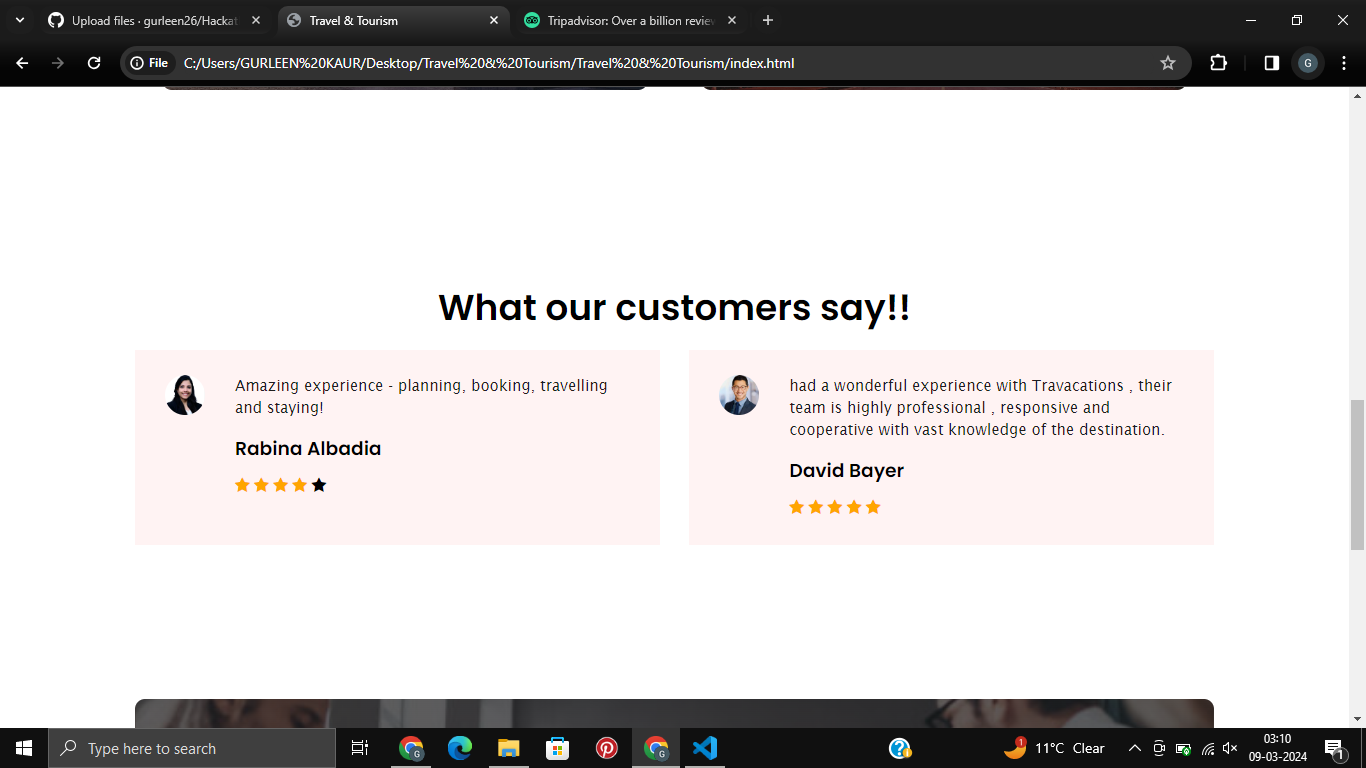 Upload files · gurleen26/Hackat
Travel & Tourism
Tripadvisor: Over a billion review
File
C:/Users/GURLEEN%20KAUR/Desktop/Travel%20&%20Tourism/Travel%20&%20Tourism/index.html
G
What our customers say!!
Amazing experience - planning, booking, travelling
and staying!
Rabina Albadia
had a wonderful experience with Travacations , their
team is highly professional , responsive and
cooperative with vast knowledge of the destination.
David Bayer
Type here to search
G
G
1
11°C Clear
03:10
09-03-2024
1